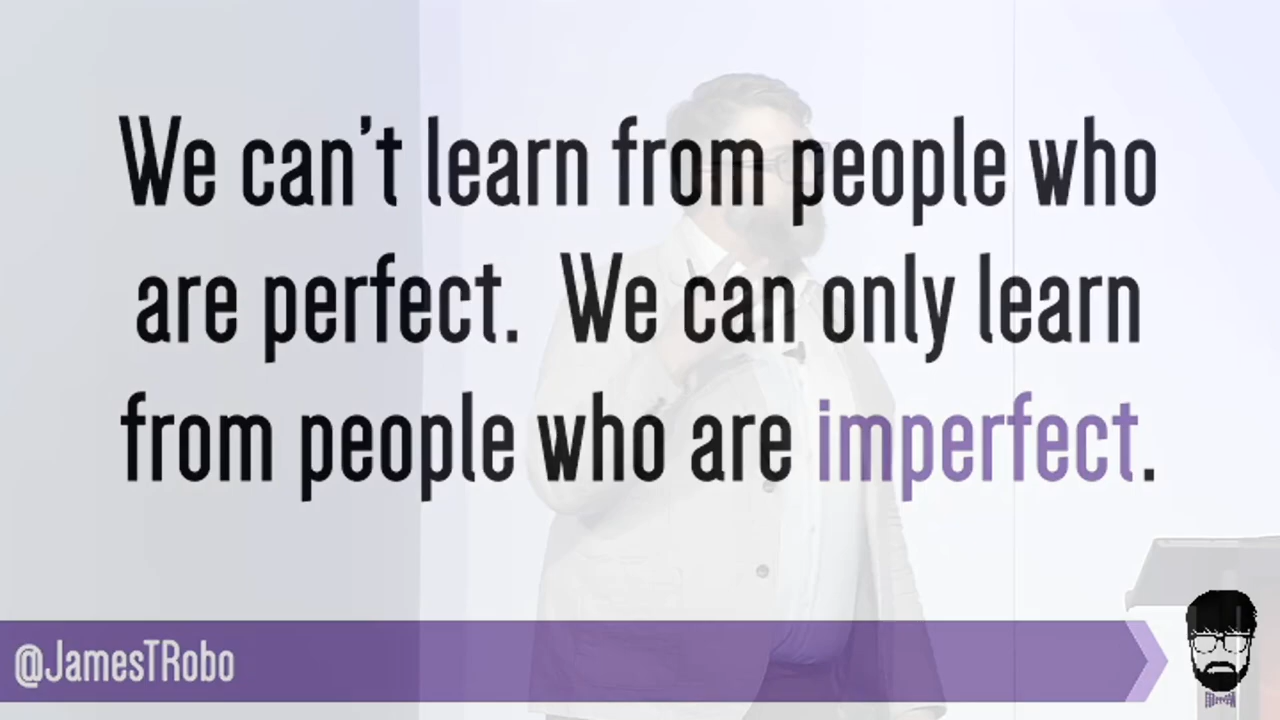 We can't learn from people who
are perfect.  We can only learn
from people who are imperfect.
@JamesTRobo